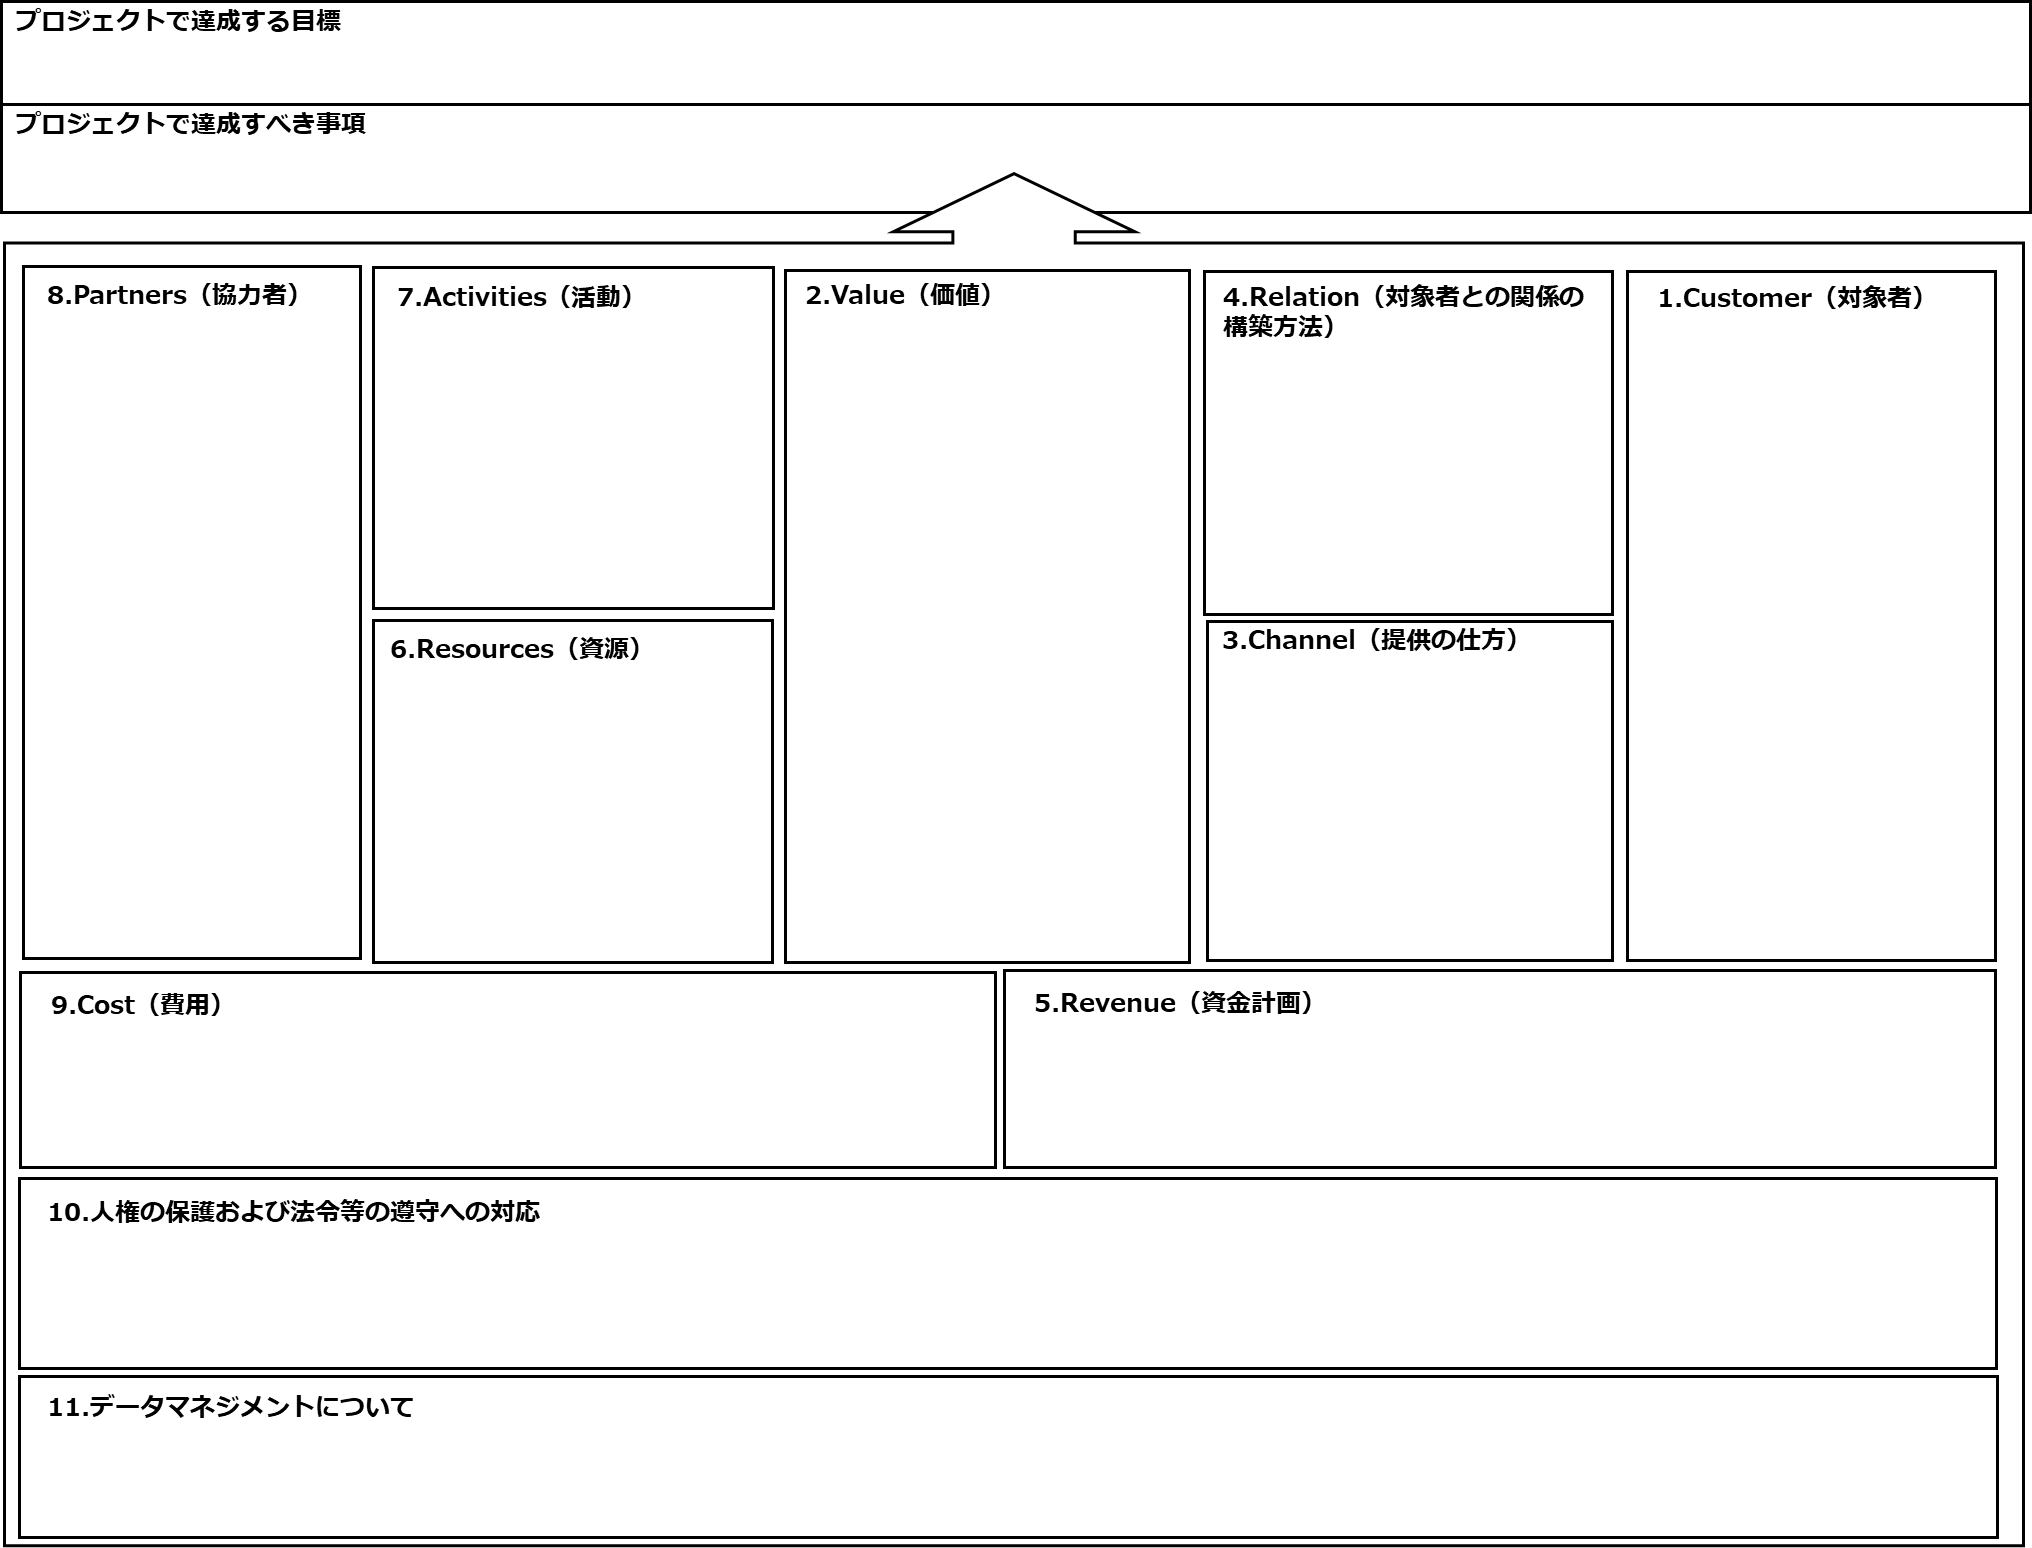 プロジェクトで達成する目標
プロジェクトで達成すべき事項
8.Partners（協力者）
7.Activities（活動）
2.Value（価値）
4.Relation（対象者との関係の
構築方法）
1.Customer（対象者）
6.Resources（資源）
3.Channel（提供の仕方）
9.Cost（費用）
5.Revenue（資金計画）
10.人権の保護および法令等の遵守への対応
11.データマネジメントについて